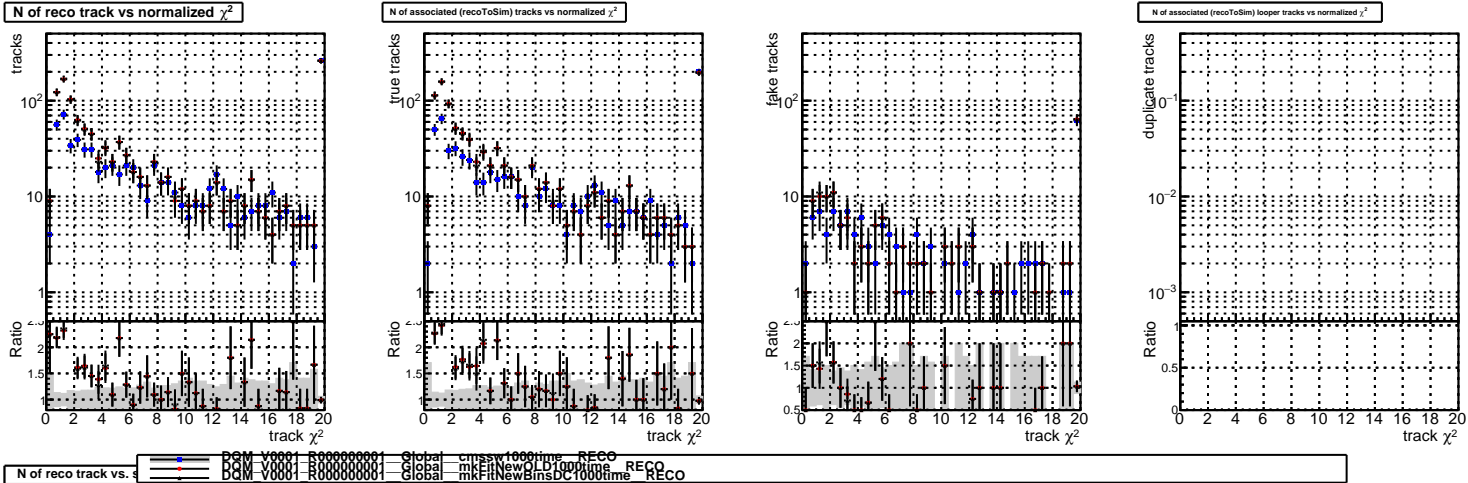 N of reco track vs normalized χ²
N of associated (recoToSim) tracks vs normalized χ²
N of associated (recoToSim) looper tracks vs normalized χ²
tracks
10²
10
1
Ratio
2.5
2
1.5
1
0 2 4 6 8 10 12 14 16 18 20
track χ²
true tracks
10²
10
1
Ratio
2.5
2
1.5
1
0 2 4 6 8 10 12 14 16 18 20
track χ²
fake tracks
10²
10
1
Ratio
2.5
2
1.5
1
0.5
0 2 4 6 8 10 12 14 16 18 20
track χ²
duplicate tracks
10⁻¹
10⁻²
10⁻³
Ratio
1
0.5
0
0 2 4 6 8 10 12 14 16 18 20
track χ²
DQM_V0001_R000000001__Global__cmssw1000time__RECO
DQM_V0001_R000000001__Global__mkFitNewOLD1000time__RECO
DQM_V0001_R000000001__Global__mkFitNewBinsDC1000time__RECO
N of reco track vs. s